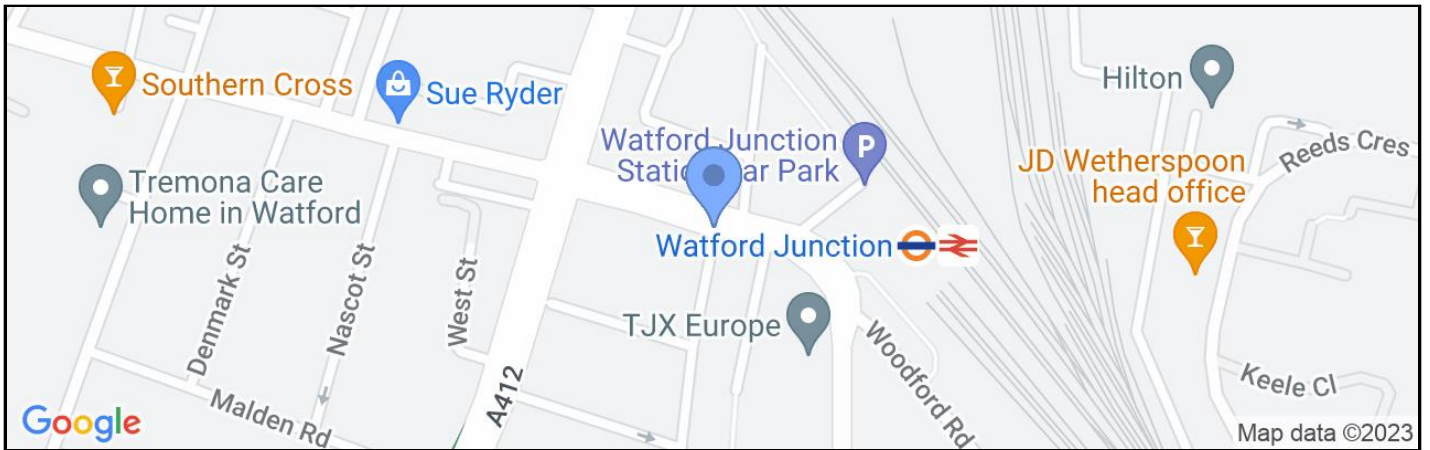 Southern Cross
Sue Ryder
Hilton
Watford Junction
Car Park
P
JD Wetherspoon
head office
Reeds Cres
Tremona Care
Home in Watford
Watford Junction
Denmark St
Nascot St
West St
TJX Europe
Woodford Rd
A412
Malden Rd
Keele Cl
Google
Map data ©2023